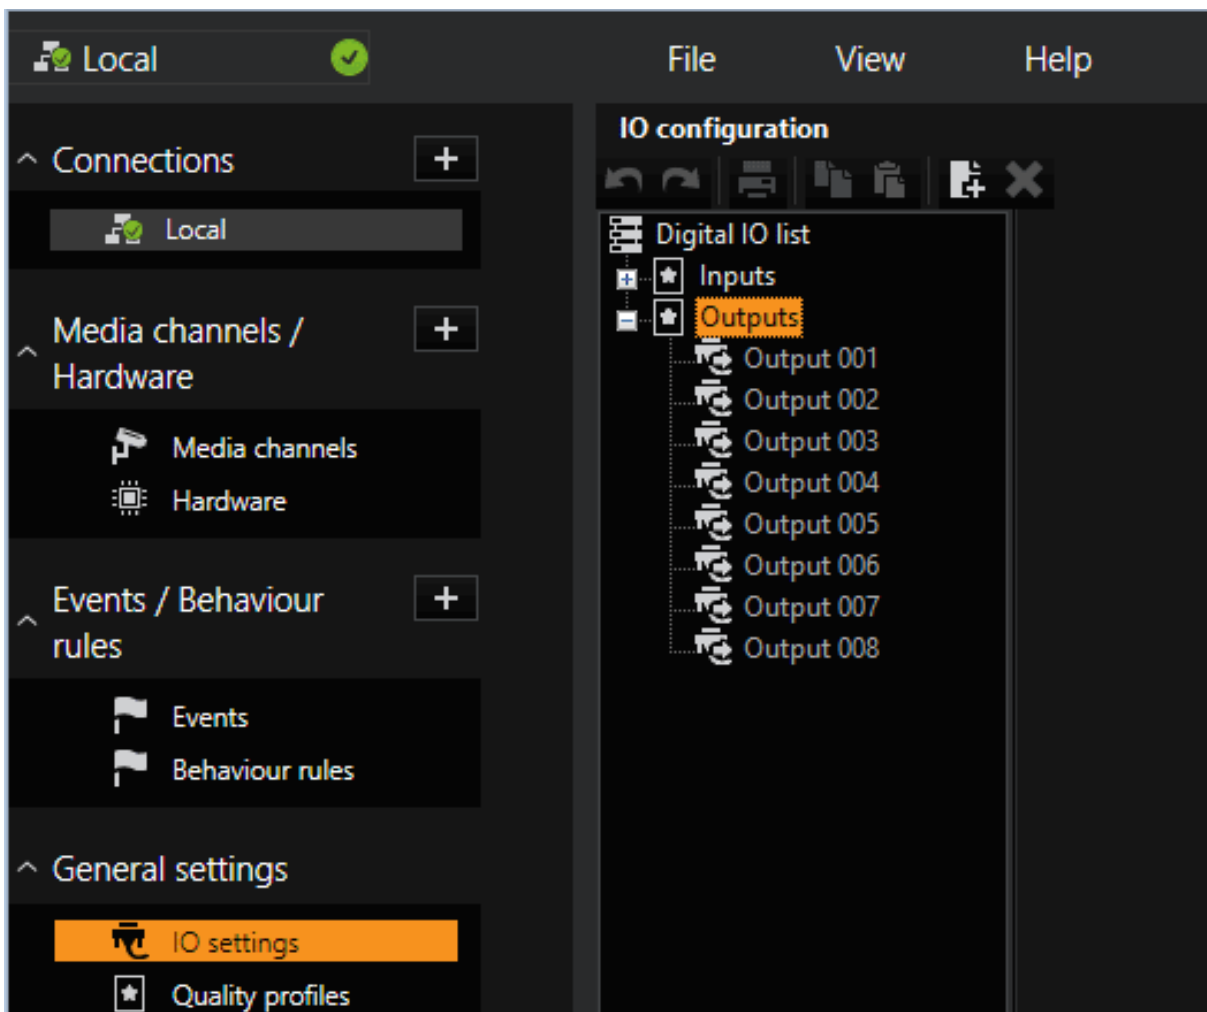 Local
File View Help
Connections
Local
Media channels /
Hardware
Media channels
Hardware
Events / Behaviour
rules
Events
Behaviour rules
General settings
IO settings
Quality profiles
IO configuration
Digital IO list
Inputs
Outputs
Output 001
Output 002
Output 003
Output 004
Output 005
Output 006
Output 007
Output 008